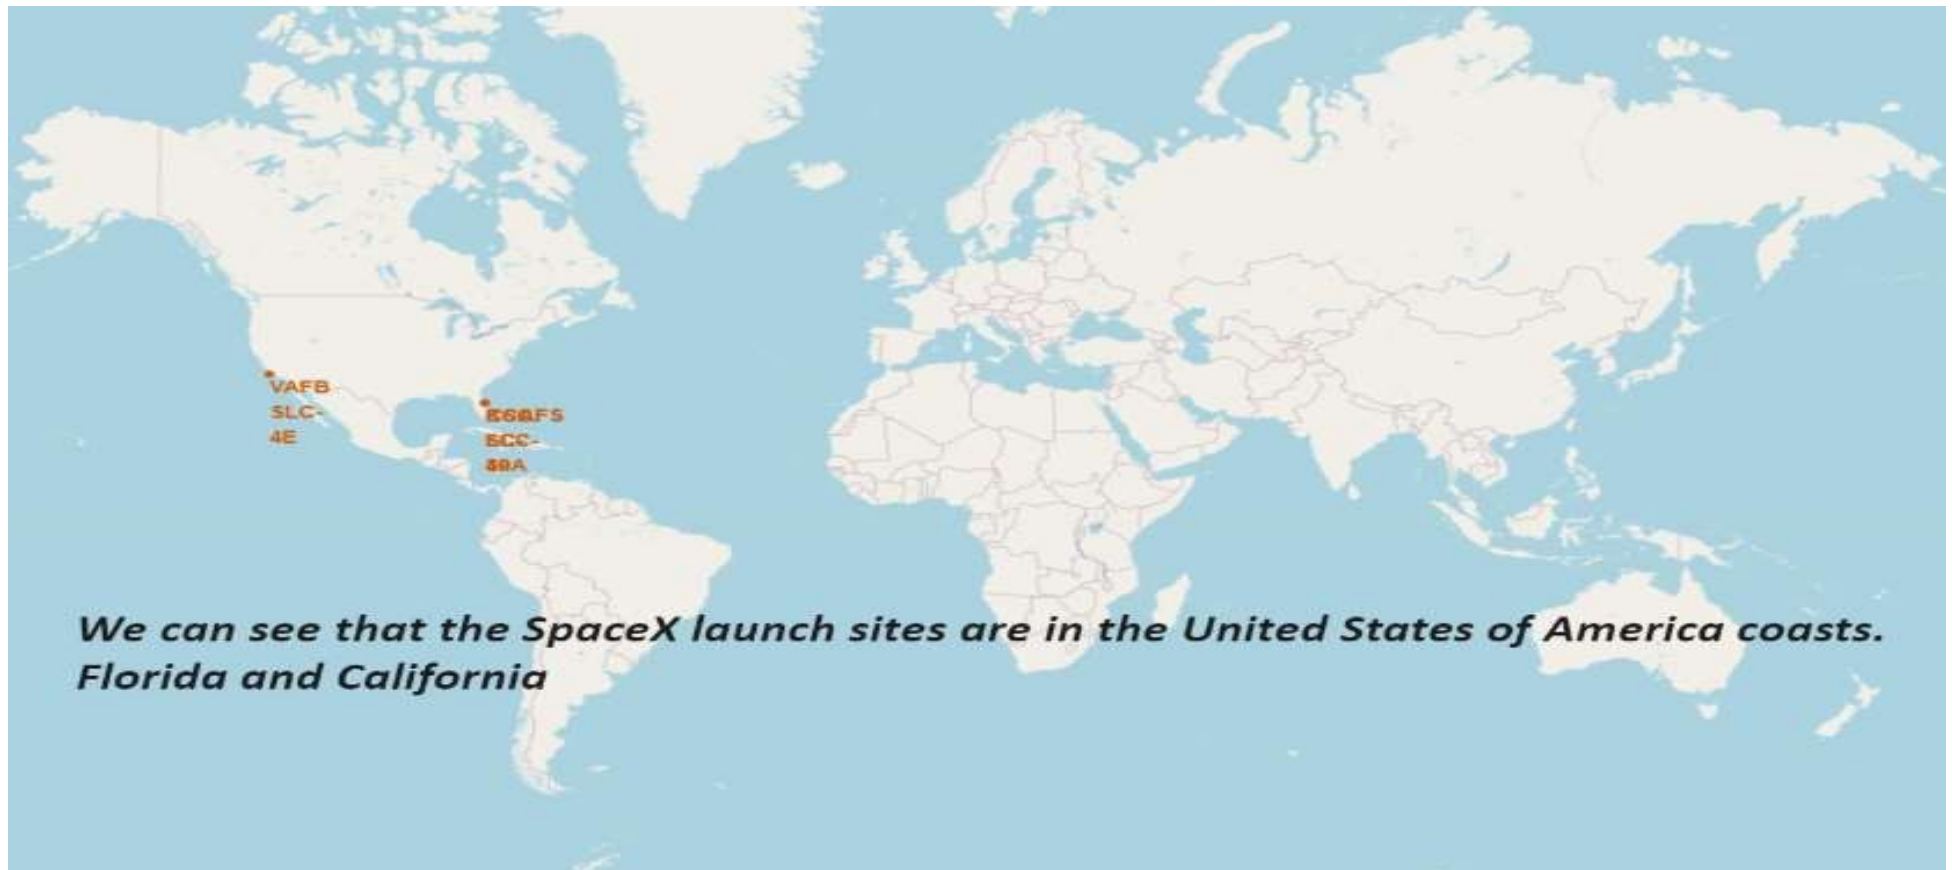 VAFB
SLC-
4E
We can see that the SpaceX launch sites are in the United States of America coasts.
Florida and California